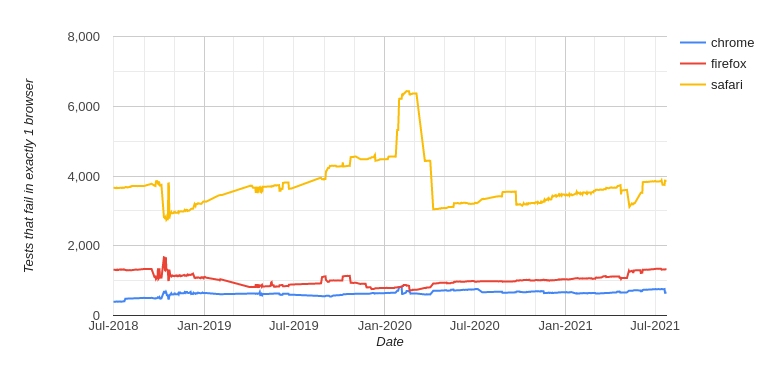 8,000
6,000
4,000
2,000
0
Tests that fail in exactly 1 browser
Jul-2018 Jan-2019 Jul-2019 Jan-2020 Jul-2020 Jan-2021 Jul-2021
Date
chrome
firefox
safari